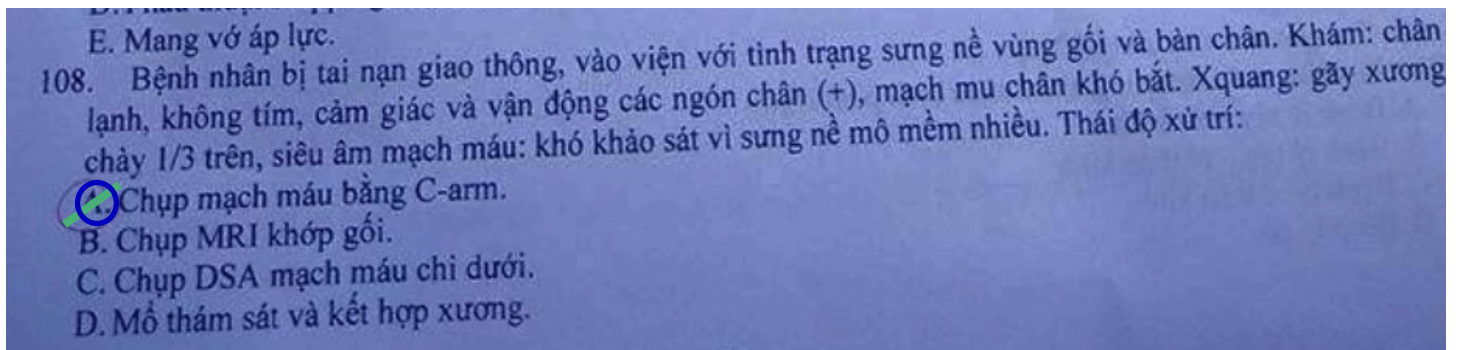 E. Mang vớ áp lực.
108. Bệnh nhân bị tai nạn giao thông, vào viện với tình trạng sưng nề vùng gối và bàn chân. Khám: chân
lạnh, không tím, cảm giác và vận động các ngón chân (+), mạch mu chân khó bắt. Xquang: gãy xương
chày 1/3 trên, siêu âm mạch máu: khó khảo sát vì sưng nề mô mềm nhiều. Thái độ xử trí:
A. Chụp mạch máu bằng C-arm.
B. Chụp MRI khớp gối.
C. Chụp DSA mạch máu chi dưới.
D. Mổ thám sát và kết hợp xương.